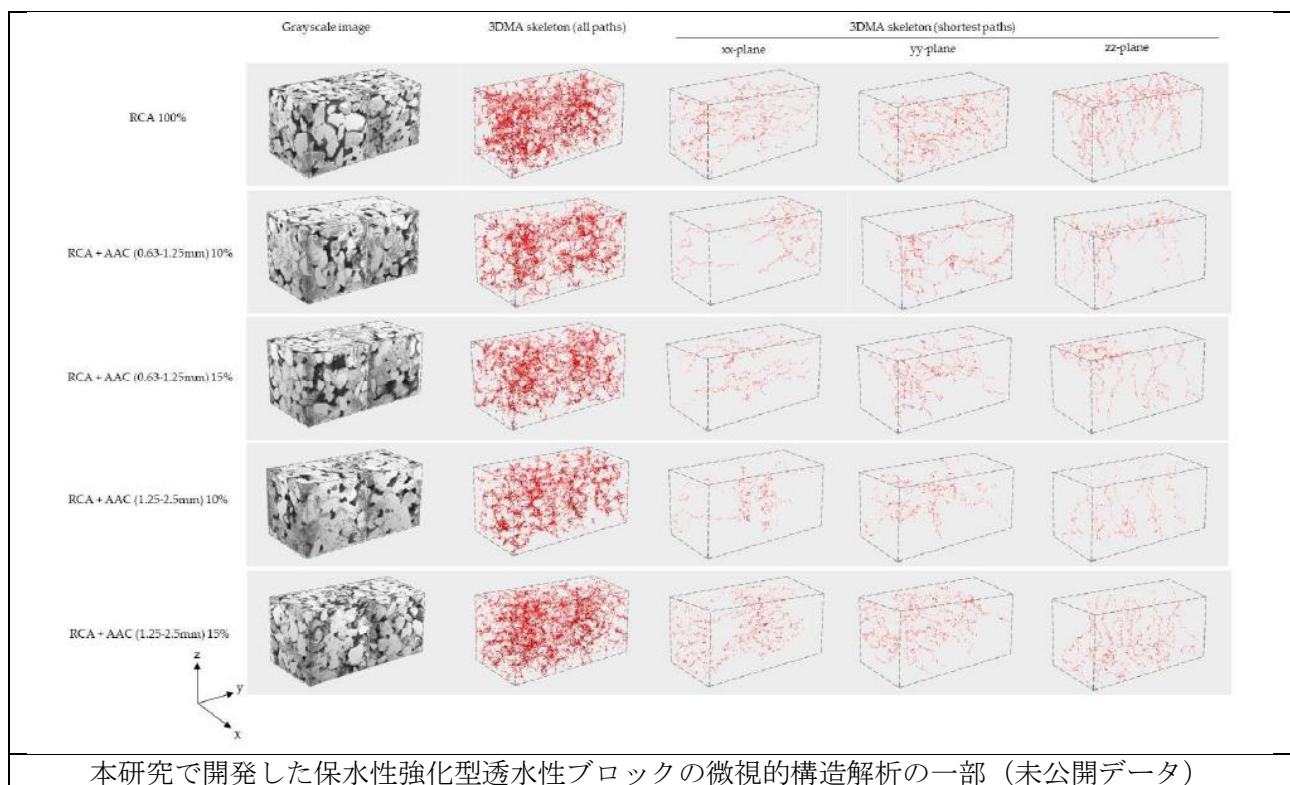 Grayscale image
3DMA skeleton (all paths)
3DMA skeleton (shortest paths)
xx-plane
yy-plane
zz-plane
RCA 100%
RCA + AAC (0.63-1.25mm) 10%
RCA + AAC (0.63-1.25mm) 15%
RCA + AAC (1.25-2.5mm) 10%
RCA + AAC (1.25-2.5mm) 15%
z
y
x
本研究で開発した保水性強化型透水性ブロックの微視的構造解析の一部（未公開データ）